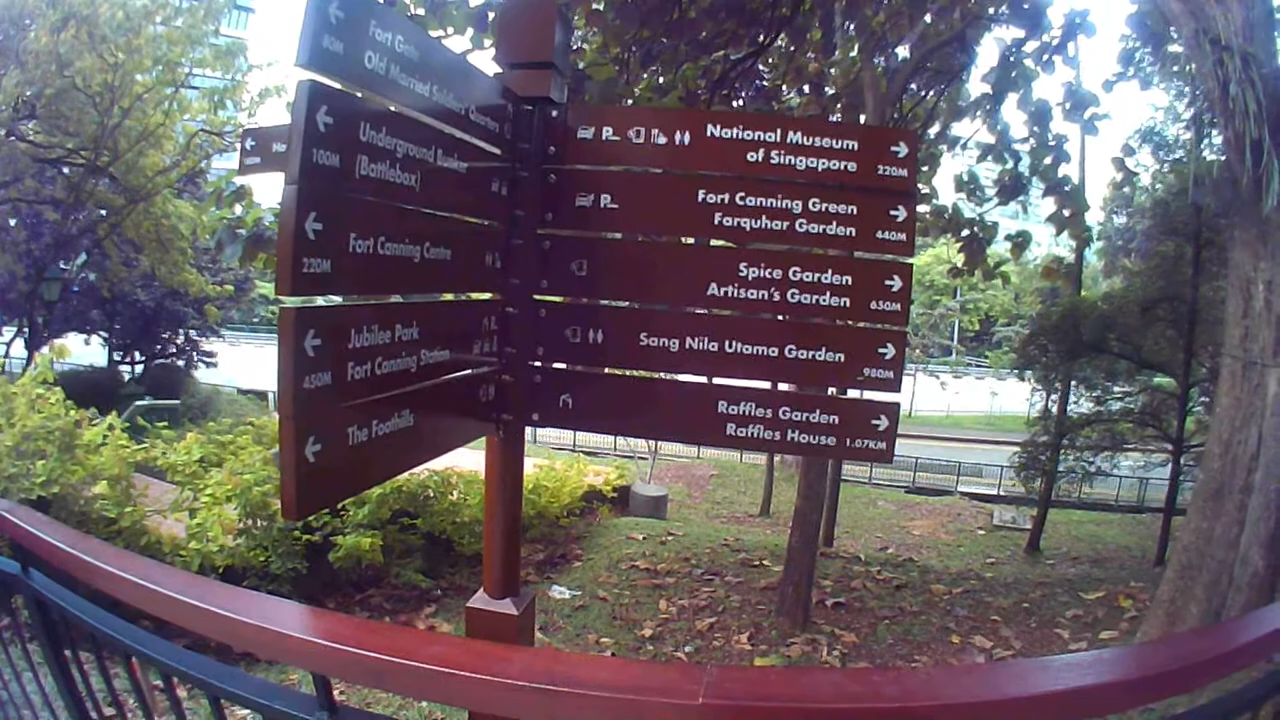 Fort Gate
80M
Old Married Soldiers' Quarters
Underground Bunker
100M
(Battlebox)
Fort Canning Centre
220M
Jubilee Park
Fort Canning Station
450M
The Foothills
National Museum
of Singapore
220M
Fort Canning Green
Farquhar Garden
440M
Spice Garden
Artisan's Garden
650M
Sang Nila Utama Garden
980M
Raffles Garden
Raffles House 1.07KM